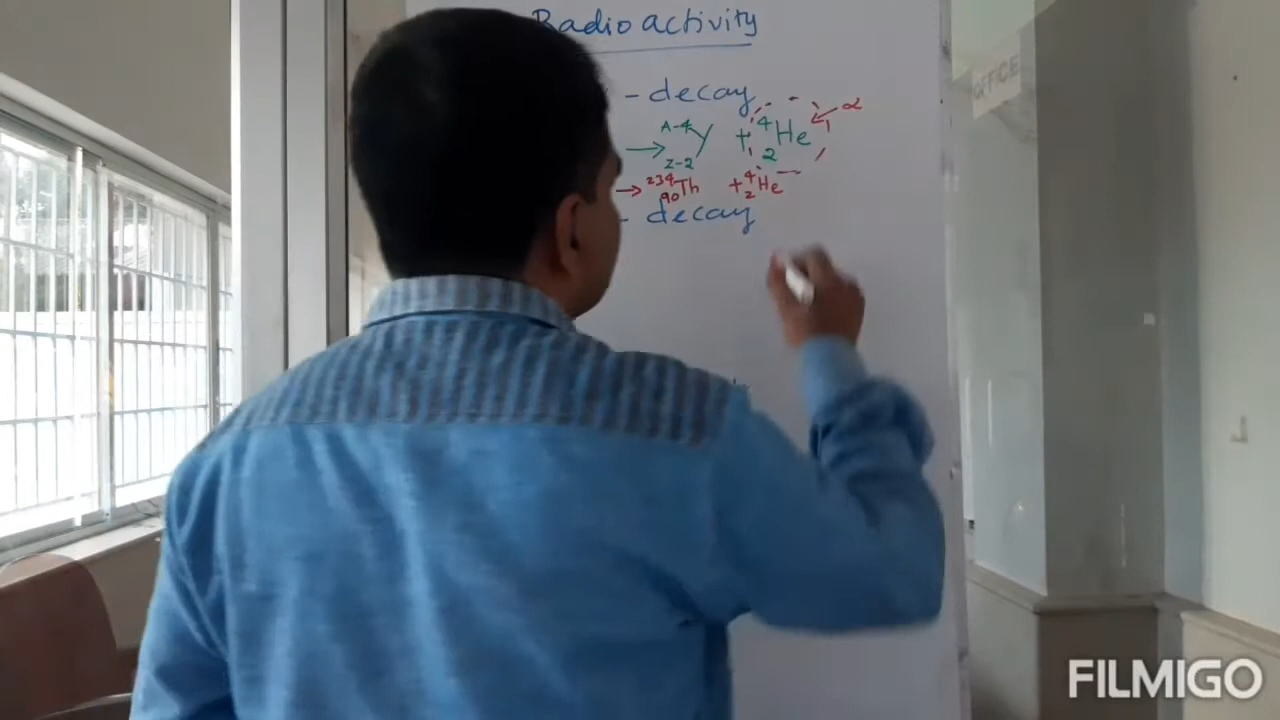 Radioactivity
- decay
→ A-4 Z-2 Y + 4 2 He ← α
→ 234 90 Th + 4 2 He
- decay
OFFICE
FILMIGO